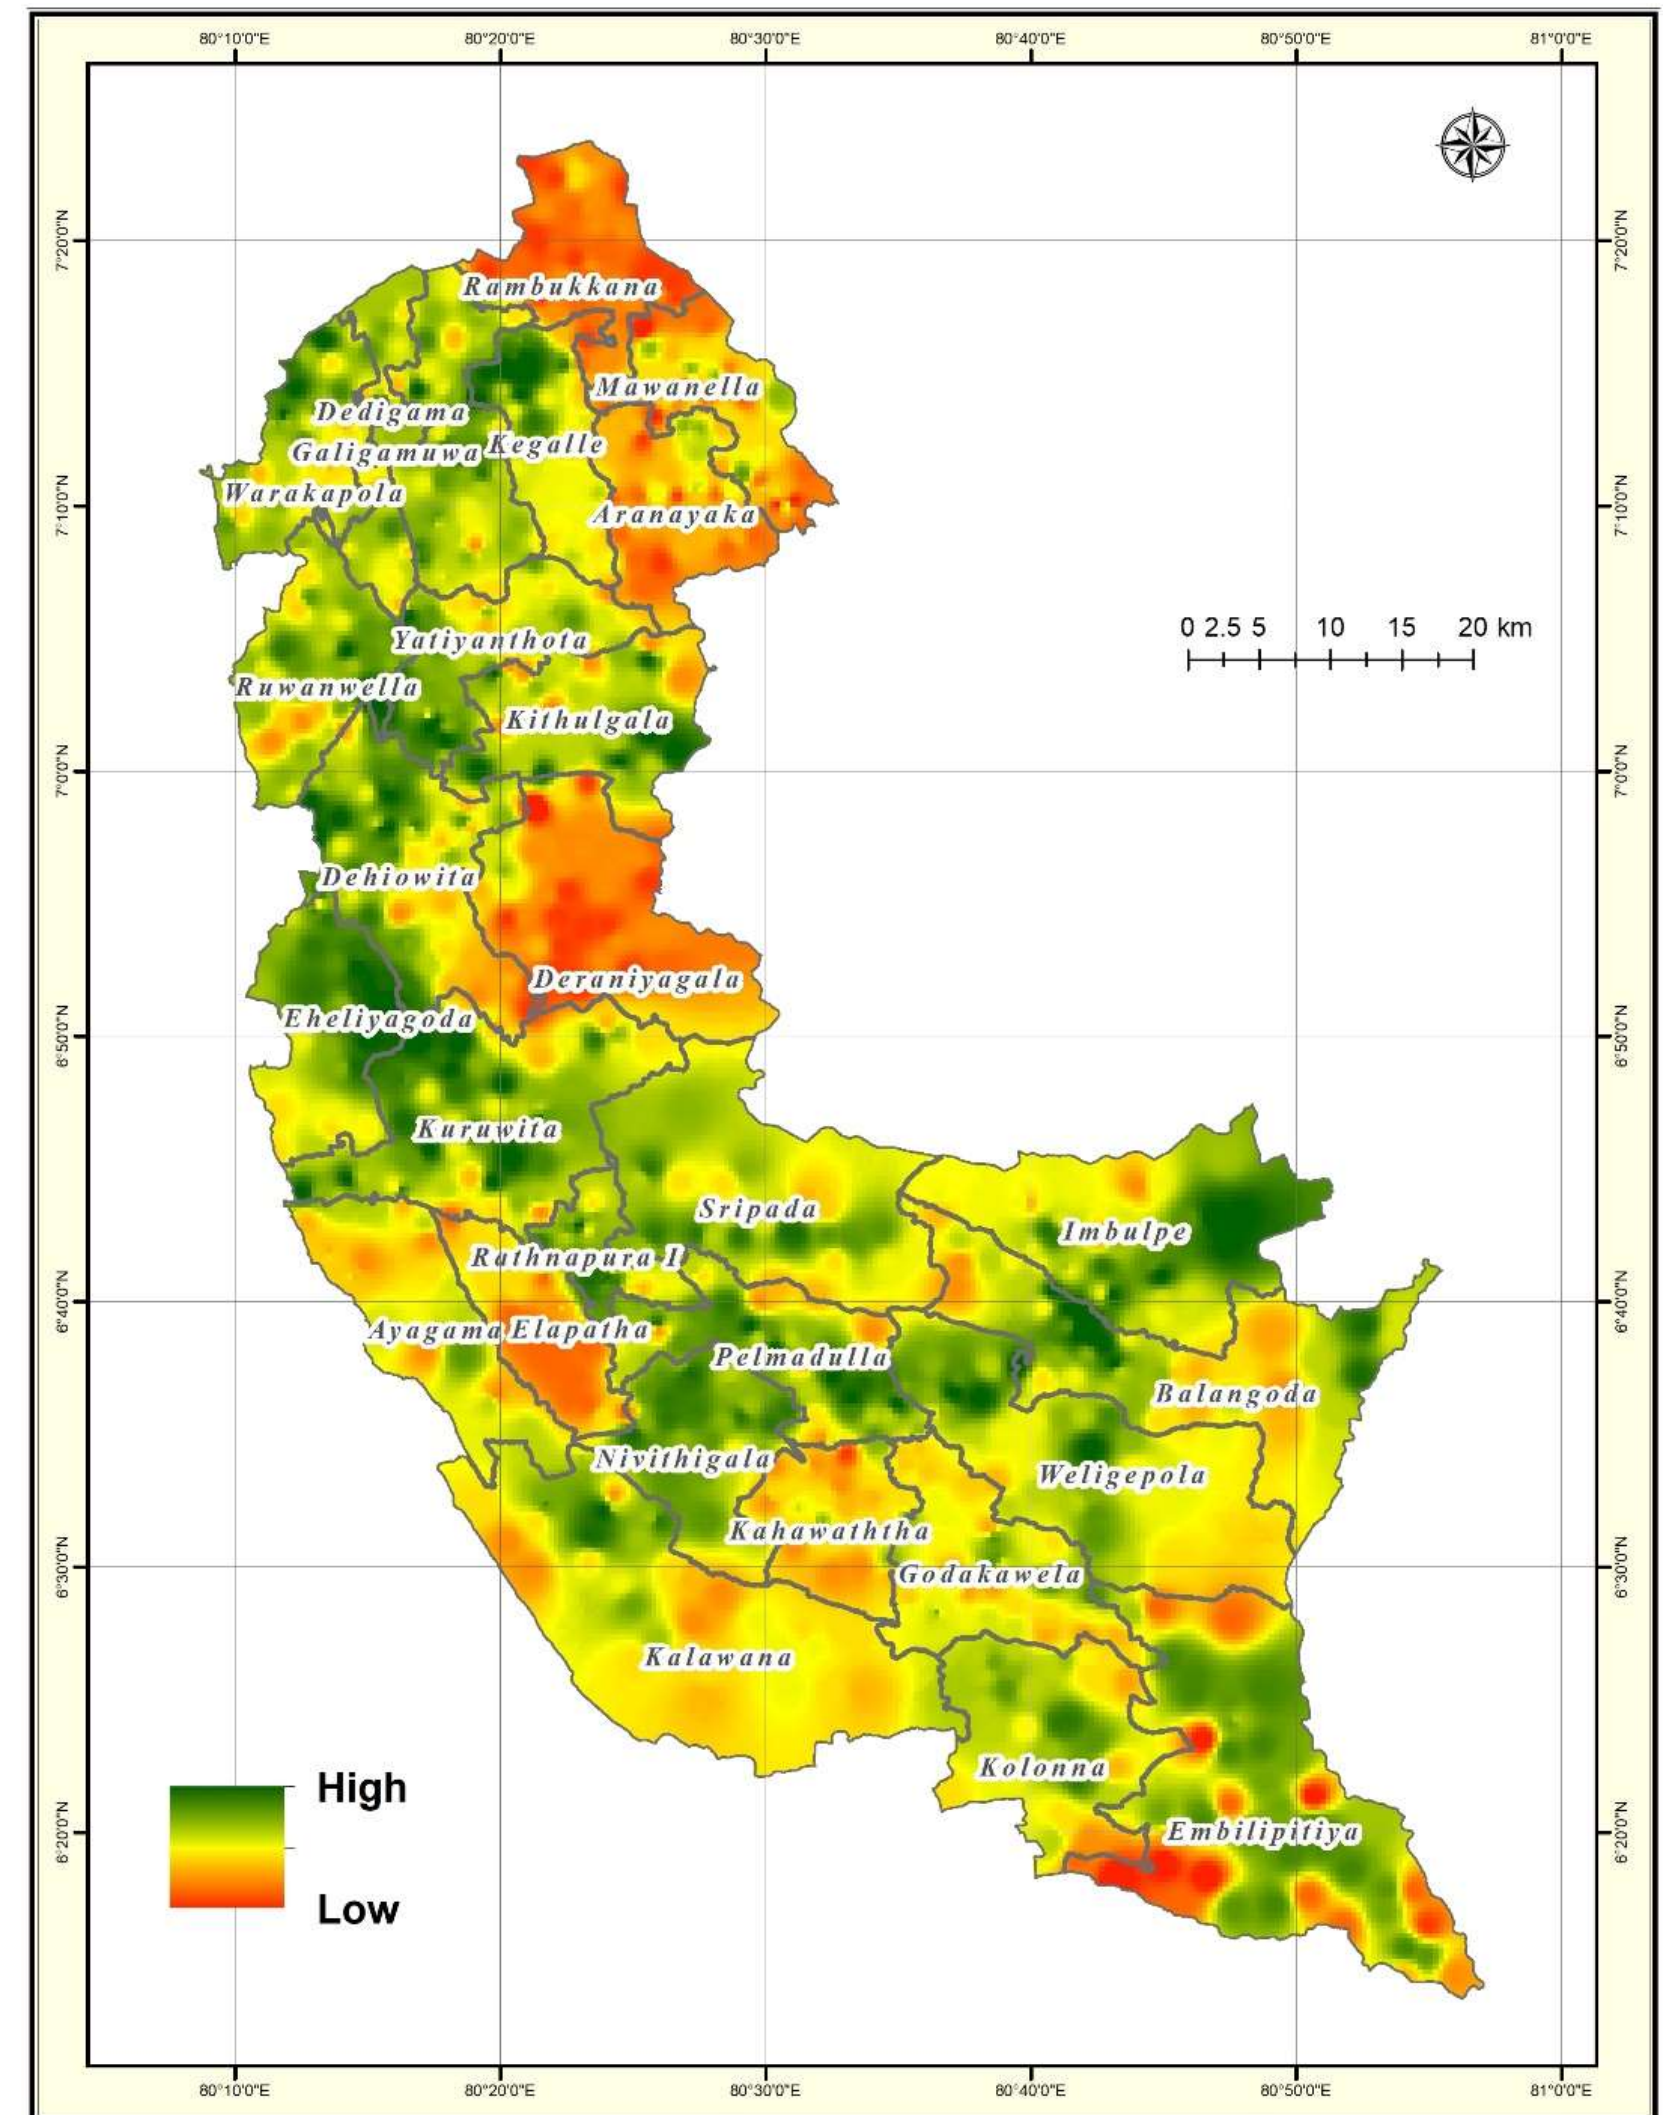 80°10'0"E 80°20'0"E 80°30'0"E 80°40'0"E 80°50'0"E 81°0'0"E
7°20'0"N 7°20'0"N
Rambukkana
Mawanella
Dedigama
Kegalle
Galigamuwa
Warakapola
7°10'0"N 7°10'0"N
Aranayaka
0 2.5 5 10 15 20 km
Yatiyanthota
Ruwanwella
Kithulgala
7°0'0"N 7°0'0"N
Dehiowita
Deraniyagala
Eheliyagoda
6°50'0"N 6°50'0"N
Kuruwita
Sripada
Imbulpe
Rathnapura I
6°40'0"N 6°40'0"N
Ayagama Elapatha
Pelmadulla
Balangoda
Nivithigala
Weligepola
Kahawaththa
6°30'0"N 6°30'0"N
Godakawela
Kalawana
Kolonna
High
Embilipitiya
6°20'0"N 6°20'0"N
Low
80°10'0"E 80°20'0"E 80°30'0"E 80°40'0"E 80°50'0"E 81°0'0"E